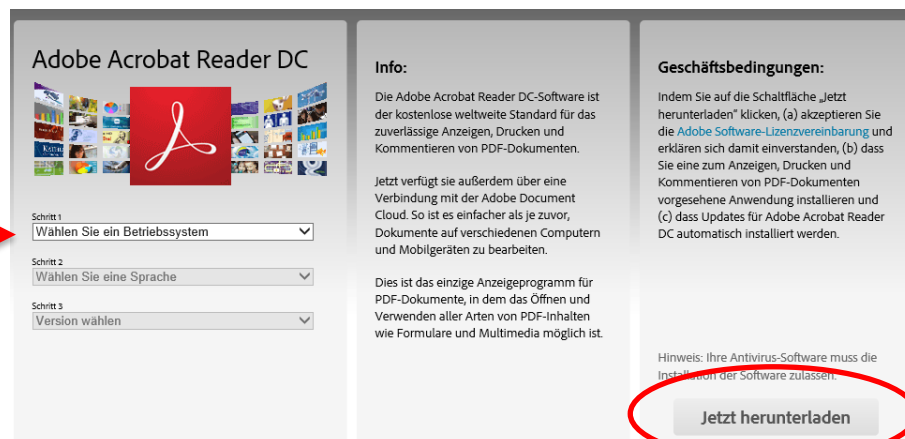 Adobe Acrobat Reader DC
Schritt 1
Wählen Sie ein Betriebssystem
Schritt 2
Wählen Sie eine Sprache
Schritt 3
Version wählen
Info:
Die Adobe Acrobat Reader DC-Software ist
der kostenlose weltweite Standard für das
zuverlässige Anzeigen, Drucken und
Kommentieren von PDF-Dokumenten.
Jetzt verfügt sie außerdem über eine
Verbindung mit der Adobe Document
Cloud. So ist es einfacher als je zuvor,
Dokumente auf verschiedenen Computern
und Mobilgeräten zu bearbeiten.
Dies ist das einzige Anzeigeprogramm für
PDF-Dokumente, in dem das Öffnen und
Verwenden aller Arten von PDF-Inhalten
wie Formulare und Multimedia möglich ist.
Geschäftsbedingungen:
Indem Sie auf die Schaltfläche „Jetzt
herunterladen" klicken, (a) akzeptieren Sie
die Adobe Software-Lizenzvereinbarung und
erklären sich damit einverstanden, (b) dass
Sie eine zum Anzeigen, Drucken und
Kommentieren von PDF-Dokumenten
vorgesehene Anwendung installieren und
(c) dass Updates für Adobe Acrobat Reader
DC automatisch installiert werden.
Hinweis: Ihre Antivirus-Software muss die
Installation der Software zulassen.
Jetzt herunterladen